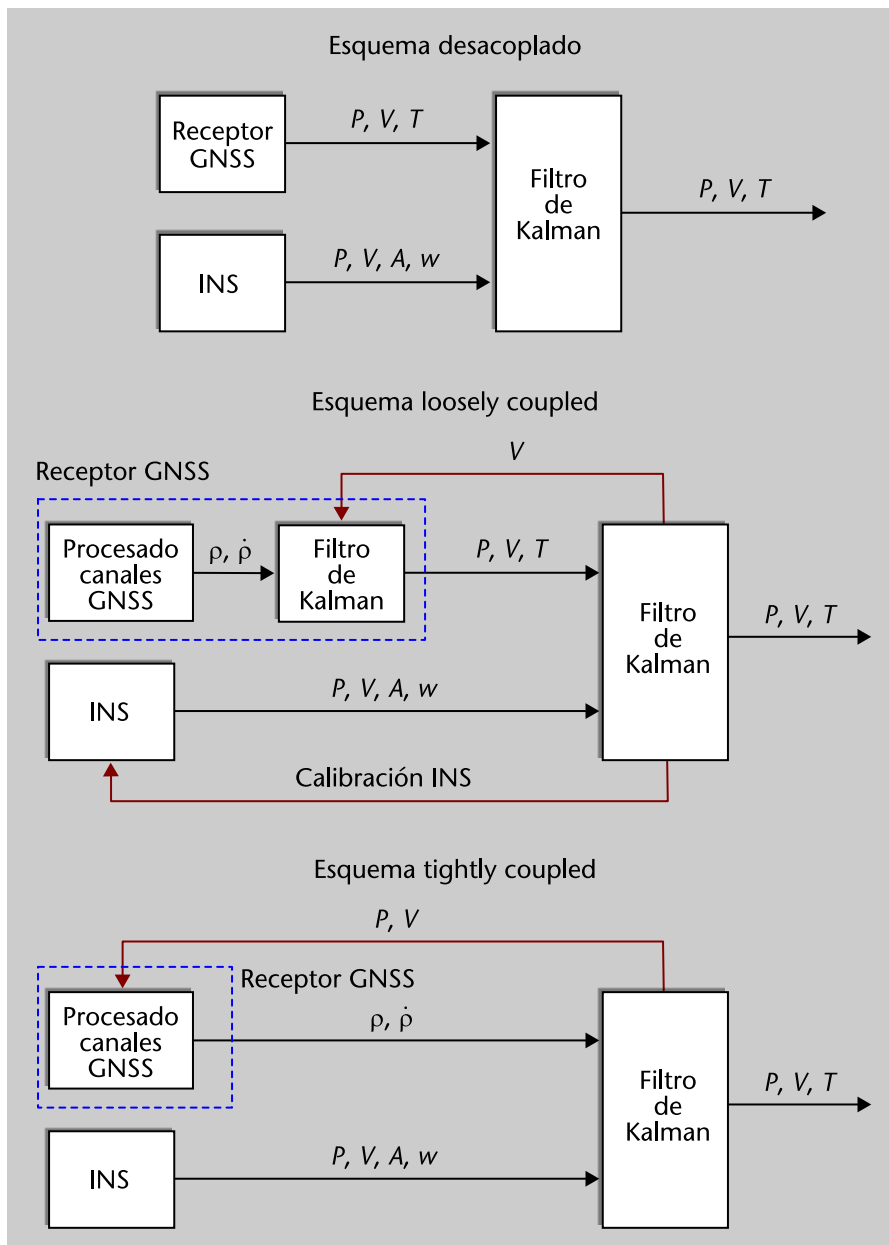 Esquema desacoplado
Receptor
GNSS
P, V, T
INS
P, V, A, w
Filtro
de
Kalman
P, V, T
Esquema loosely coupled
V
Receptor GNSS
Procesado
canales
GNSS
ρ, ρ̇
Filtro
de
Kalman
P, V, T
INS
P, V, A, w
Filtro
de
Kalman
P, V, T
Calibración INS
Esquema tightly coupled
P, V
Receptor GNSS
Procesado
canales
GNSS
ρ, ρ̇
INS
P, V, A, w
Filtro
de
Kalman
P, V, T